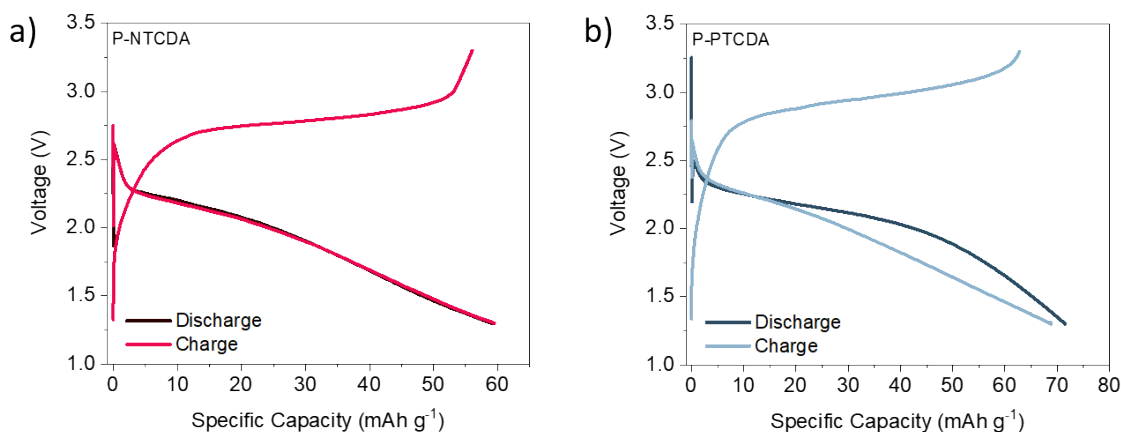 a)
P-NTCDA
3.5
3.0
2.5
2.0
1.5
1.0
Voltage (V)
Discharge
Charge
0 10 20 30 40 50 60
Specific Capacity (mAh g-1)
b)
P-PTCDA
3.5
3.0
2.5
2.0
1.5
1.0
Voltage (V)
Discharge
Charge
0 10 20 30 40 50 60 70 80
Specific Capacity (mAh g-1)